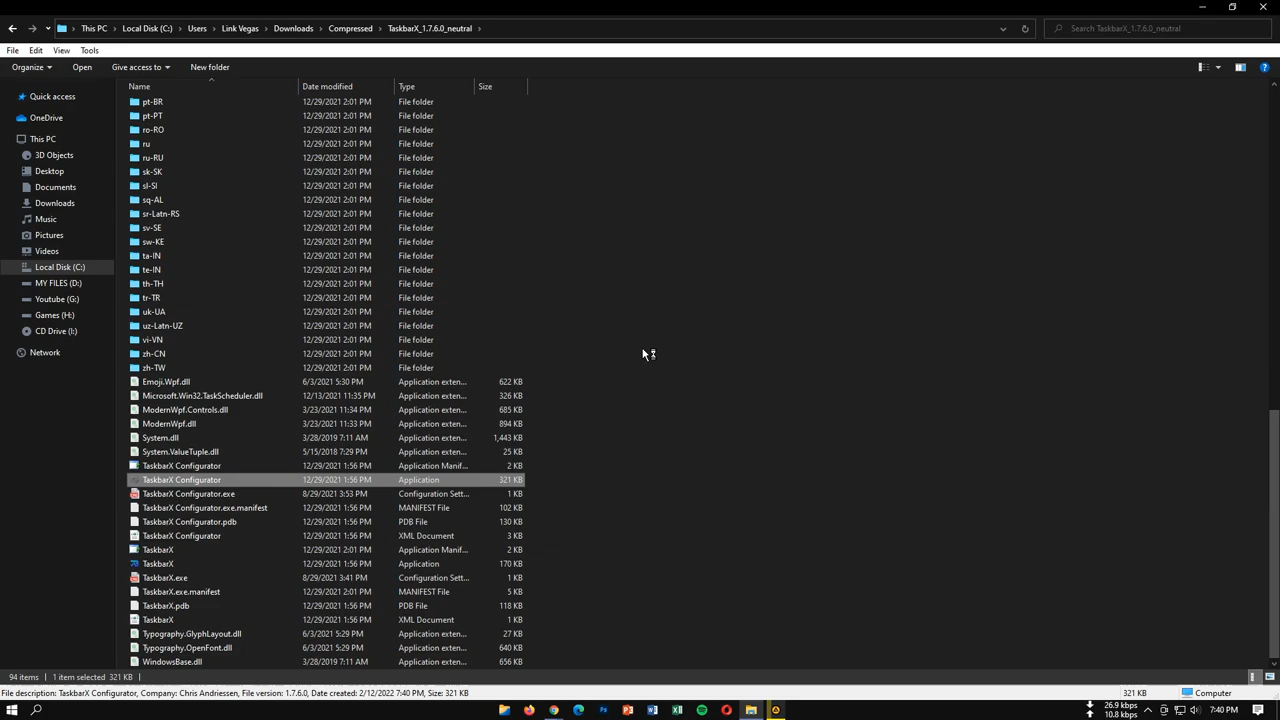 This PC > Local Disk (C:) > Users > Link Vegas > Downloads > Compressed > TaskbarX_1.7.6.0_neutral >
Search TaskbarX_1.7.6.0_neutral
File Edit View Tools
Organize Open Give access to New folder
Name Date modified Type Size
Quick access
OneDrive
This PC
3D Objects
Desktop
Documents
Downloads
Music
Pictures
Videos
Local Disk (C:)
MY FILES (D:)
Youtube (G:)
Games (H:)
CD Drive (I:)
Network
pt-BR 12/29/2021 2:01 PM File folder
pt-PT 12/29/2021 2:01 PM File folder
ro-RO 12/29/2021 2:01 PM File folder
ru 12/29/2021 2:01 PM File folder
ru-RU 12/29/2021 2:01 PM File folder
sk-SK 12/29/2021 2:01 PM File folder
sl-SI 12/29/2021 2:01 PM File folder
sq-AL 12/29/2021 2:01 PM File folder
sr-Latn-RS 12/29/2021 2:01 PM File folder
sv-SE 12/29/2021 2:01 PM File folder
sw-KE 12/29/2021 2:01 PM File folder
ta-IN 12/29/2021 2:01 PM File folder
te-IN 12/29/2021 2:01 PM File folder
th-TH 12/29/2021 2:01 PM File folder
tr-TR 12/29/2021 2:01 PM File folder
uk-UA 12/29/2021 2:01 PM File folder
uz-Latn-UZ 12/29/2021 2:01 PM File folder
vi-VN 12/29/2021 2:01 PM File folder
zh-CN 12/29/2021 2:01 PM File folder
zh-TW 12/29/2021 2:01 PM File folder
Emoji.Wpf.dll 6/3/2021 5:30 PM Application exten... 622 KB
Microsoft.Win32.TaskScheduler.dll 12/13/2021 11:35 PM Application exten... 326 KB
ModernWpf.Controls.dll 3/23/2021 11:34 PM Application exten... 685 KB
ModernWpf.dll 3/23/2021 11:33 PM Application exten... 894 KB
System.dll 3/28/2019 7:11 AM Application exten... 1,443 KB
System.ValueTuple.dll 5/15/2018 7:29 PM Application exten... 25 KB
TaskbarX Configurator 12/29/2021 1:56 PM Application Manif... 2 KB
TaskbarX Configurator 12/29/2021 1:56 PM Application 321 KB
TaskbarX Configurator.exe 8/29/2021 3:53 PM Configuration Sett... 1 KB
TaskbarX Configurator.exe.manifest 12/29/2021 1:56 PM MANIFEST File 102 KB
TaskbarX Configurator.pdb 12/29/2021 1:56 PM PDB File 130 KB
TaskbarX Configurator 12/29/2021 1:56 PM XML Document 3 KB
TaskbarX 12/29/2021 2:01 PM Application Manif... 2 KB
TaskbarX 12/29/2021 1:56 PM Application 170 KB
TaskbarX.exe 8/29/2021 3:41 PM Configuration Sett... 1 KB
TaskbarX.exe.manifest 12/29/2021 1:56 PM MANIFEST File 5 KB
TaskbarX.pdb 12/29/2021 1:56 PM PDB File 118 KB
TaskbarX 12/29/2021 1:56 PM XML Document 3 KB
Typography.GlyphLayout.dll 6/3/2021 5:29 PM Application exten... 27 KB
Typography.OpenFont.dll 6/3/2021 5:29 PM Application exten... 640 KB
WindowsBase.dll 3/28/2019 7:11 AM Application exten... 656 KB
94 items 1 item selected 321 KB
File description: TaskbarX Configurator, Company: Chris Andriessen, File version: 1.7.6.0, Date created: 2/12/2022 7:40 PM, Size: 321 KB 321 KB Computer
26.9 kbps
10.8 kbps
7:40 PM